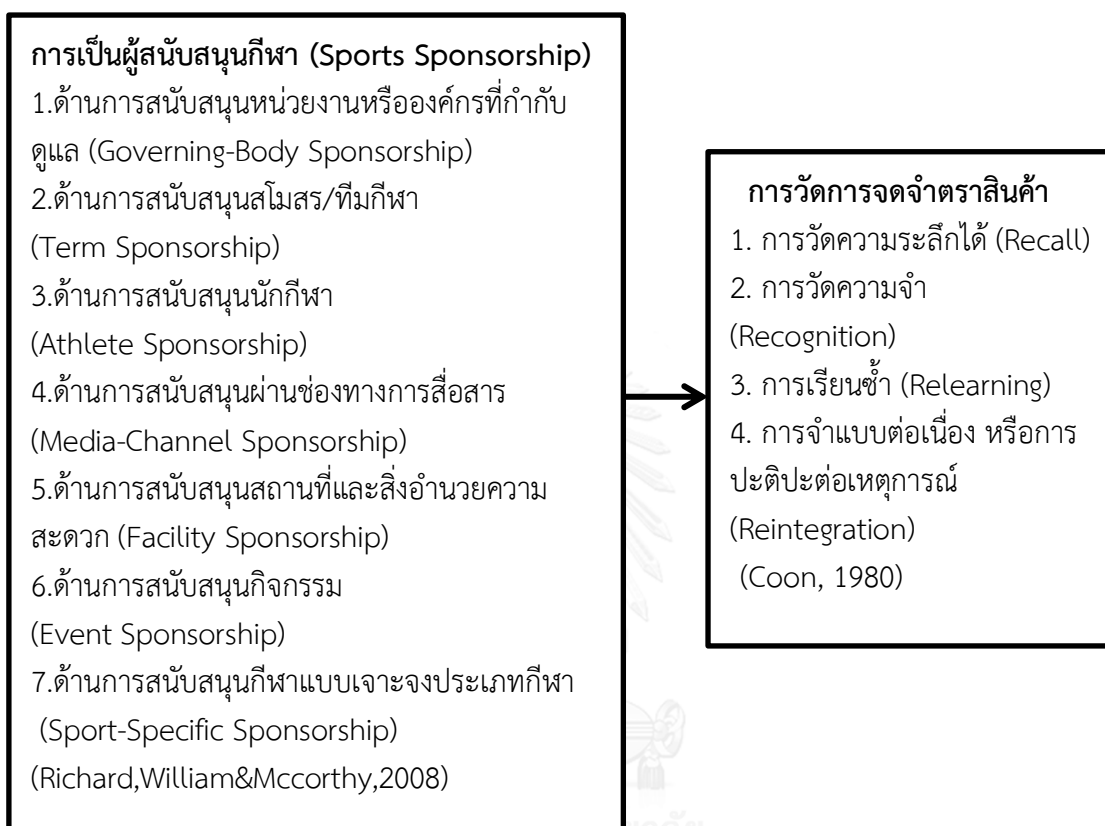 การเป็นผู้สนับสนุนกีฬา (Sports Sponsorship)
1.ด้านการสนับสนุนหน่วยงานหรือองค์กรที่กำกับ
ดูแล (Governing-Body Sponsorship)
2.ด้านการสนับสนุนสโมสร/ทีมกีฬา
(Term Sponsorship)
3.ด้านการสนับสนุนนักกีฬา
(Athlete Sponsorship)
4.ด้านการสนับสนุนผ่านช่องทางการสื่อสาร
(Media-Channel Sponsorship)
5.ด้านการสนับสนุนสถานที่และสิ่งอำนวยความ
สะดวก (Facility Sponsorship)
6.ด้านการสนับสนุนกิจกรรม
(Event Sponsorship)
7.ด้านการสนับสนุนกีฬาแบบเจาะจงประเภทกีฬา
(Sport-Specific Sponsorship)
(Richard,William&Mccorthy,2008)
การวัดการจดจำตราสินค้า
1. การวัดความระลึกได้ (Recall)
2. การวัดความจำ
(Recognition)
3. การเรียนซ้ำ (Relearning)
4. การจำแบบต่อเนื่อง หรือการ
ปะติปะต่อเหตุการณ์
(Reintegration)
(Coon, 1980)